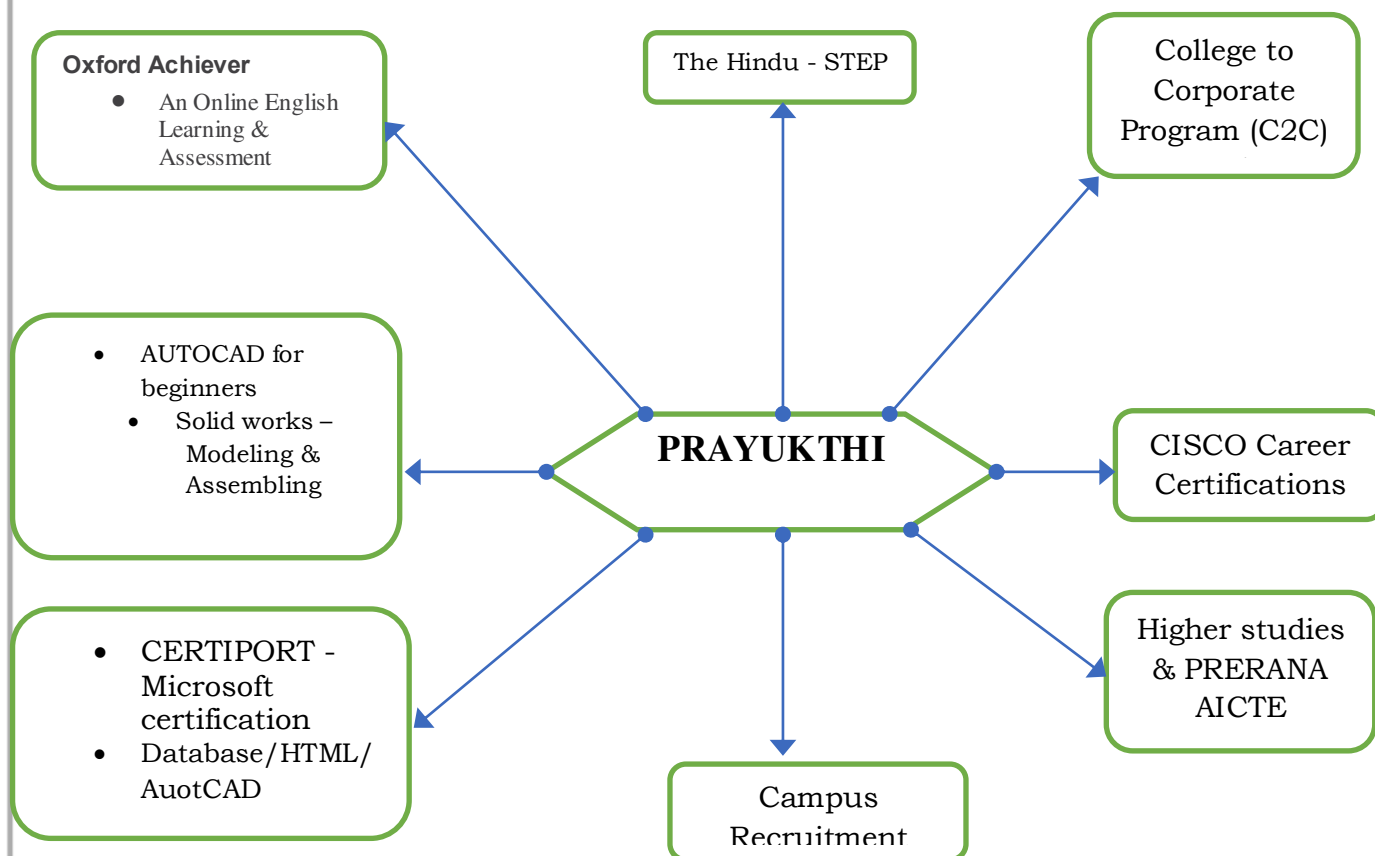 Oxford Achiever
• An Online English
Learning &
Assessment
The Hindu - STEP
College to
Corporate
Program (C2C)
• AUTOCAD for
beginners
• Solid works –
Modeling &
Assembling
PRAYUKTHI
CISCO Career
Certifications
• CERTIPORT -
Microsoft
certification
• Database/HTML/
AuotCAD
Campus
Recruitment
Higher studies
& PRERANA
AICTE